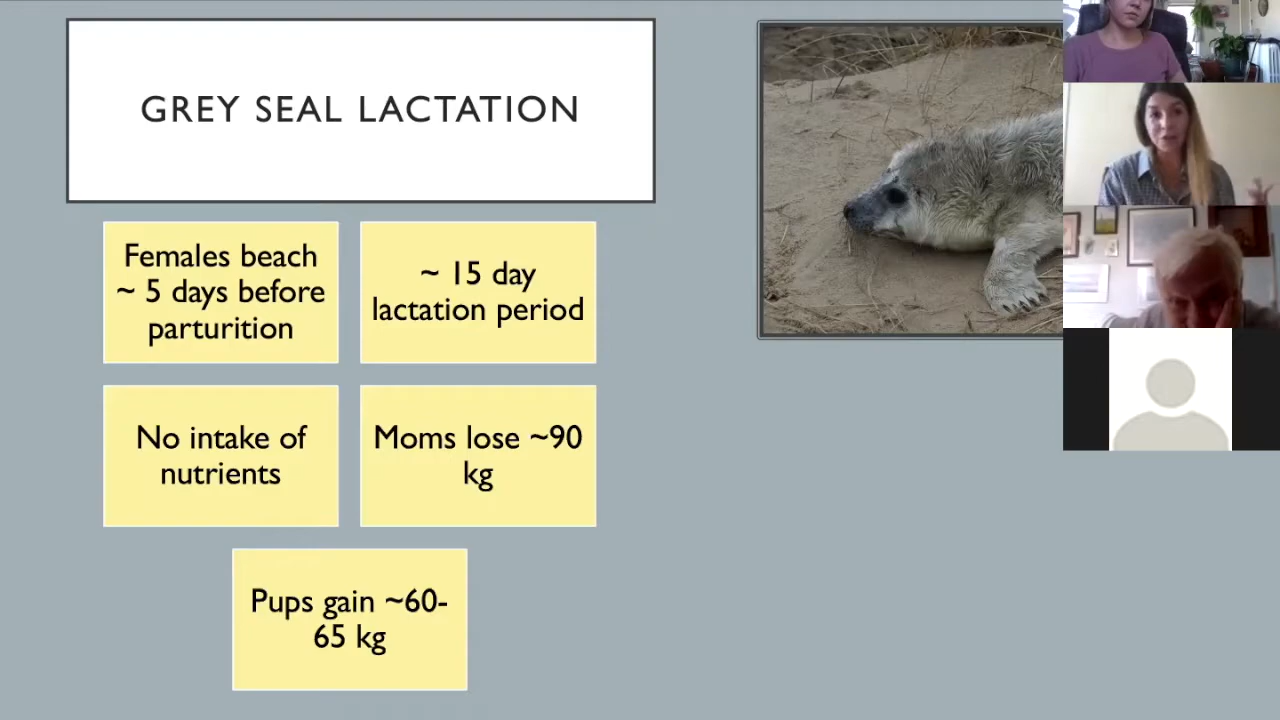 GREY SEAL LACTATION
Females beach
~ 5 days before
parturition
~ 15 day
lactation period
No intake of
nutrients
Moms lose ~90
kg
Pups gain ~60-
65 kg